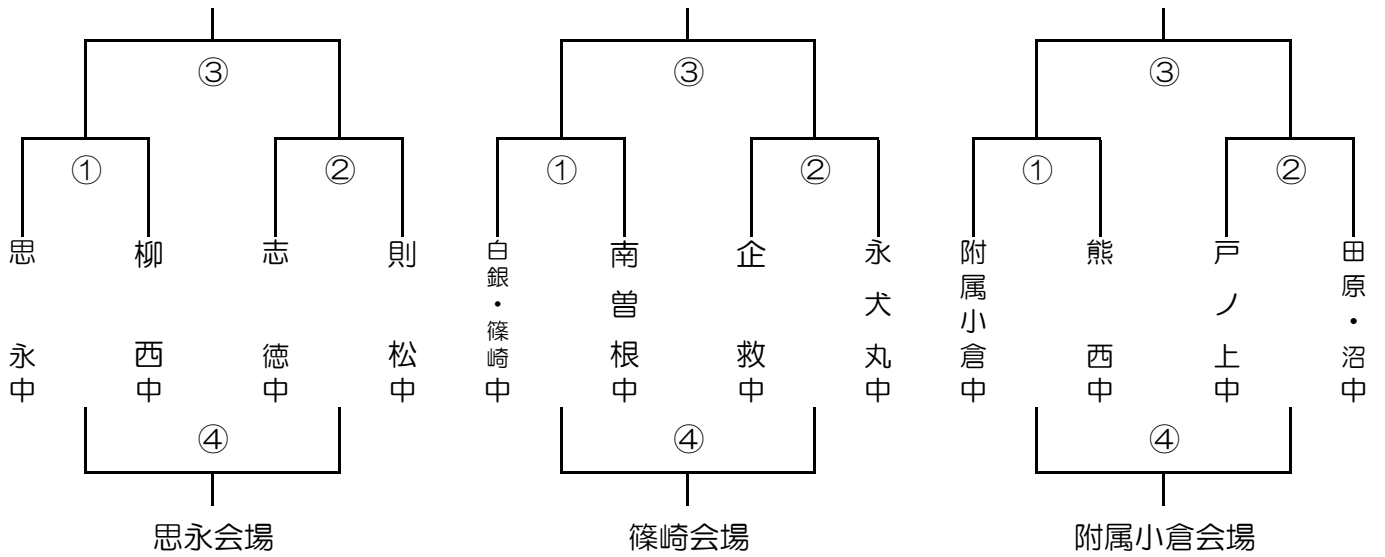 ③ ③ ③
① ② ① ② ① ②
思永中
柳西中
志徳中
則松中
白銀・篠崎中
南曽根中
企救中
永犬丸中
附属小倉中
熊西中
戸ノ上中
田原・沼中
④ ④ ④
思永会場 篠崎会場 附属小倉会場